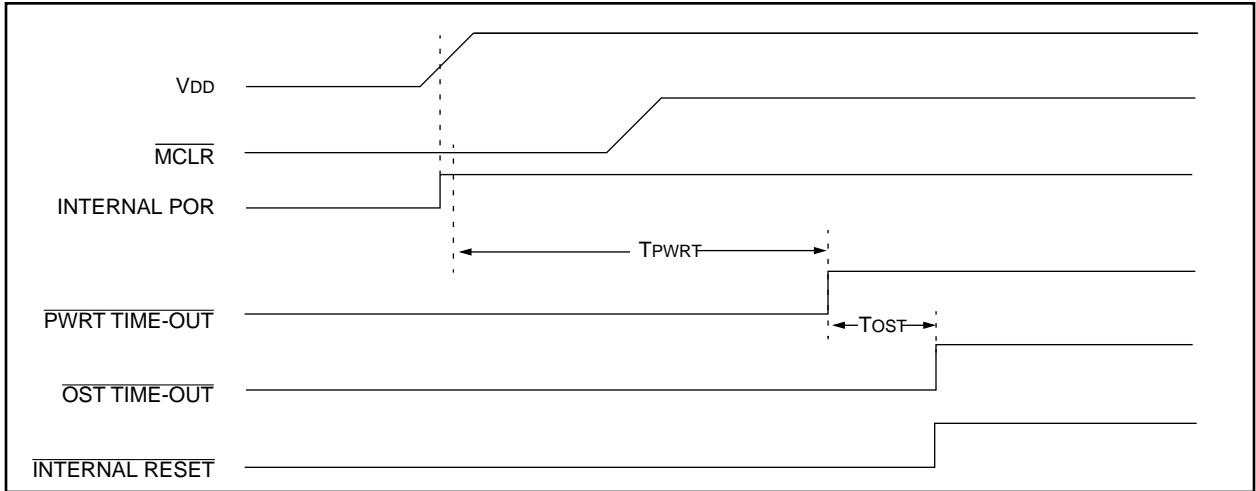 VDD
MCLR
INTERNAL POR
TPWRT
PWRT TIME-OUT
TOST
OST TIME-OUT
INTERNAL RESET